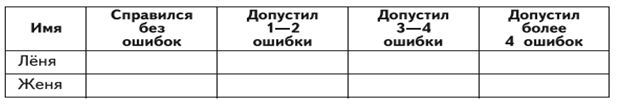 Имя Справился без ошибок Допустил 1—2 ошибки Допустил 3—4 ошибки Допустил более 4 ошибок
Лёня
Женя